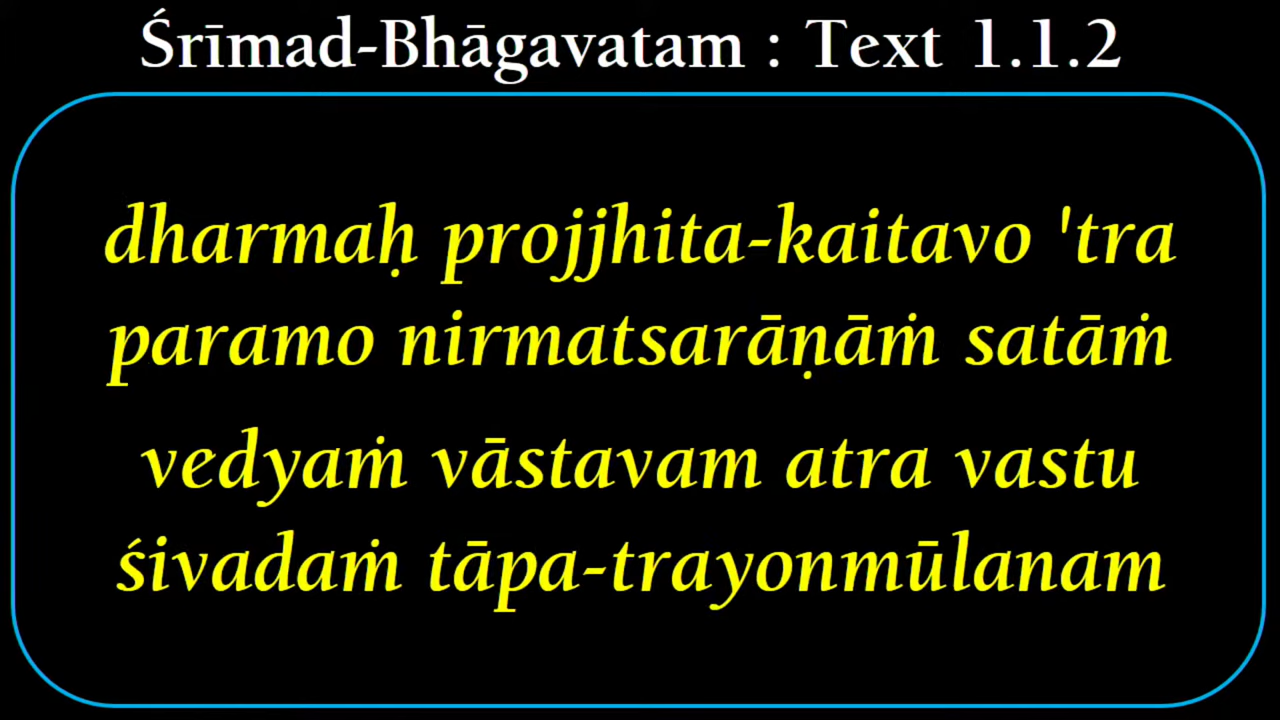 Śrīmad-Bhāgavatam : Text 1.1.2
dharmaḥ projjhita-kaitavo 'tra
paramo nirmatsarāṇāṁ satāṁ
vedyaṁ vāstavam atra vastu
śivadaṁ tāpa-trayonmūlanam